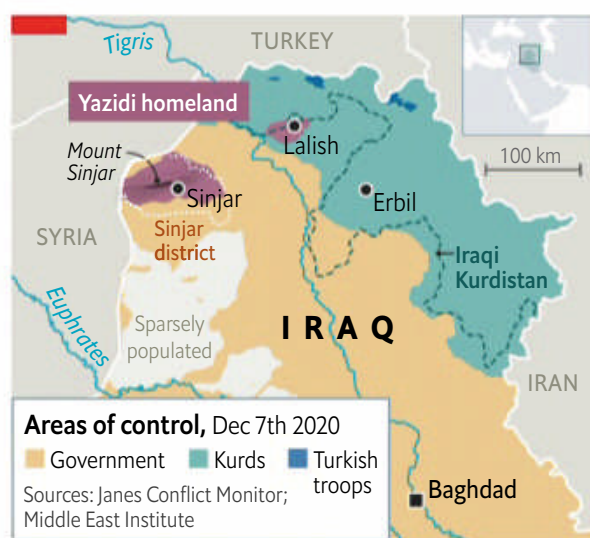 Tigris
TURKEY
Yazidi homeland
Mount
Sinjar
Lalish
100 km
Sinjar
Erbil
SYRIA
Sinjar
district
Iraqi
Kurdistan
Euphrates
Sparsely
populated
IRAQ
IRAN
Areas of control, Dec 7th 2020
Government Kurds Turkish
troops
Sources: Janes Conflict Monitor;
Middle East Institute
Baghdad